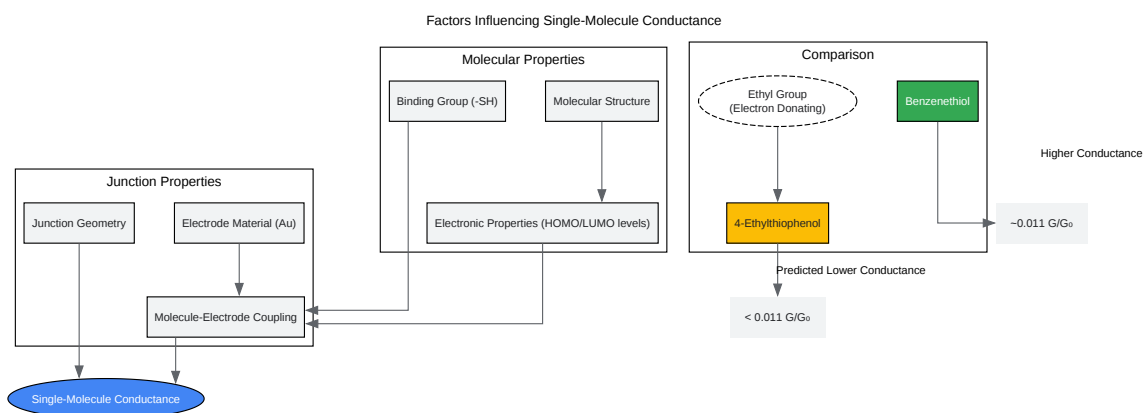 Factors Influencing Single-Molecule Conductance
Molecular Properties
Binding Group (-SH)
Molecular Structure
Electronic Properties (HOMO/LUMO levels)
Comparison
Ethyl Group
(Electron Donating)
Benzenethiol
4-Ethylthiophenol
Higher Conductance
~0.011 G/G₀
Predicted Lower Conductance
< 0.011 G/G₀
Junction Properties
Junction Geometry
Electrode Material (Au)
Molecule-Electrode Coupling
Single-Molecule Conductance